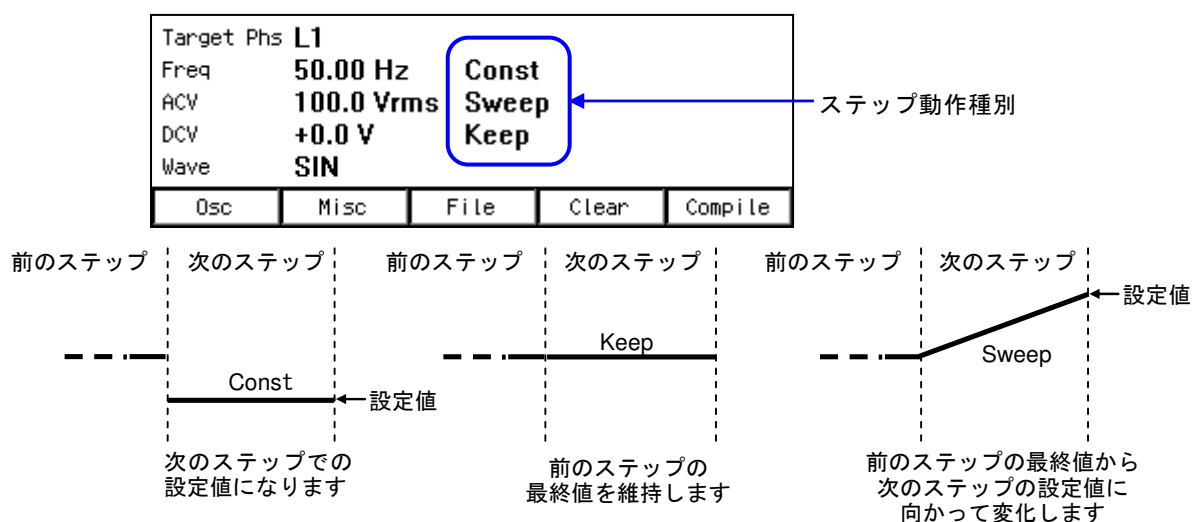 Target Phs L1
Freq 50.00 Hz Const
ACV 100.0 Vrms Sweep
DCV +0.0 V Keep
Wave SIN
Osc Misc File Clear Compile
ステップ動作種別
前のステップ 次のステップ 前のステップ 次のステップ 前のステップ 次のステップ
設定値
Keep
Sweep
Const
設定値
次のステップでの
設定値になります
前のステップの
最終値を維持します
前のステップの最終値から
次のステップの設定値に
向かって変化します